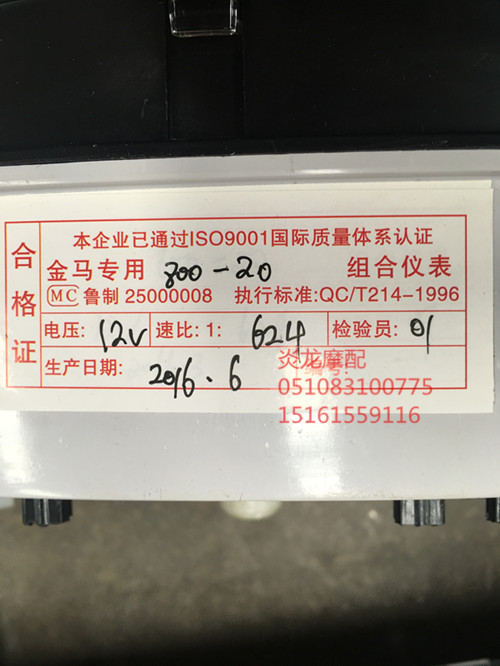 合格证
本企业已通过ISO9001国际质量体系认证
金马专用 800-20 组合仪表
MC 鲁制 25000008 执行标准:QC/T214-1996
电压: 12V 速比: 1: 624 检验员: 01
生产日期: 2016.6
炎龙摩配
051083100775
15161559116